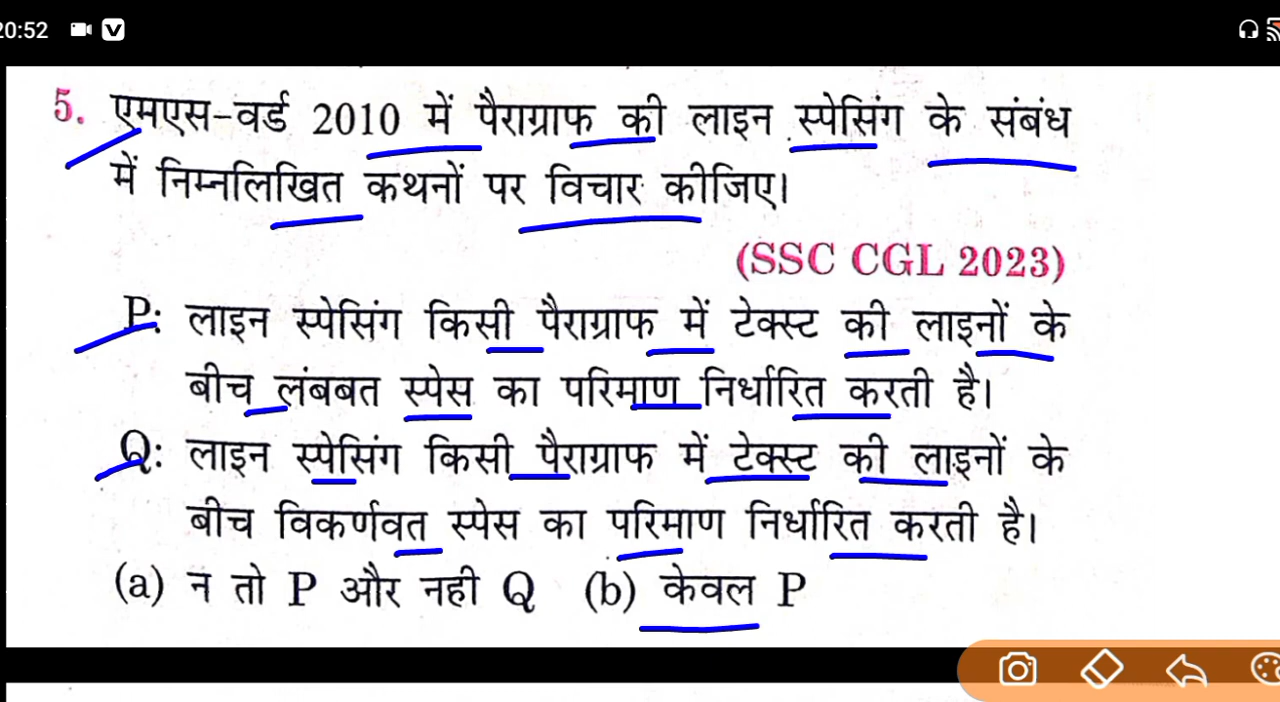 20:52
5. एमएस-वर्ड 2010 में पैराग्राफ की लाइन स्पेसिंग के संबंध
में निम्नलिखित कथनों पर विचार कीजिए।
(SSC CGL 2023)
P: लाइन स्पेसिंग किसी पैराग्राफ में टेक्स्ट की लाइनों के
बीच लंबबत स्पेस का परिमाण निर्धारित करती है।
Q: लाइन स्पेसिंग किसी पैराग्राफ में टेक्स्ट की लाइनों के
बीच विकर्णवत स्पेस का परिमाण निर्धारित करती है।
(a) न तो P और नही Q (b) केवल P